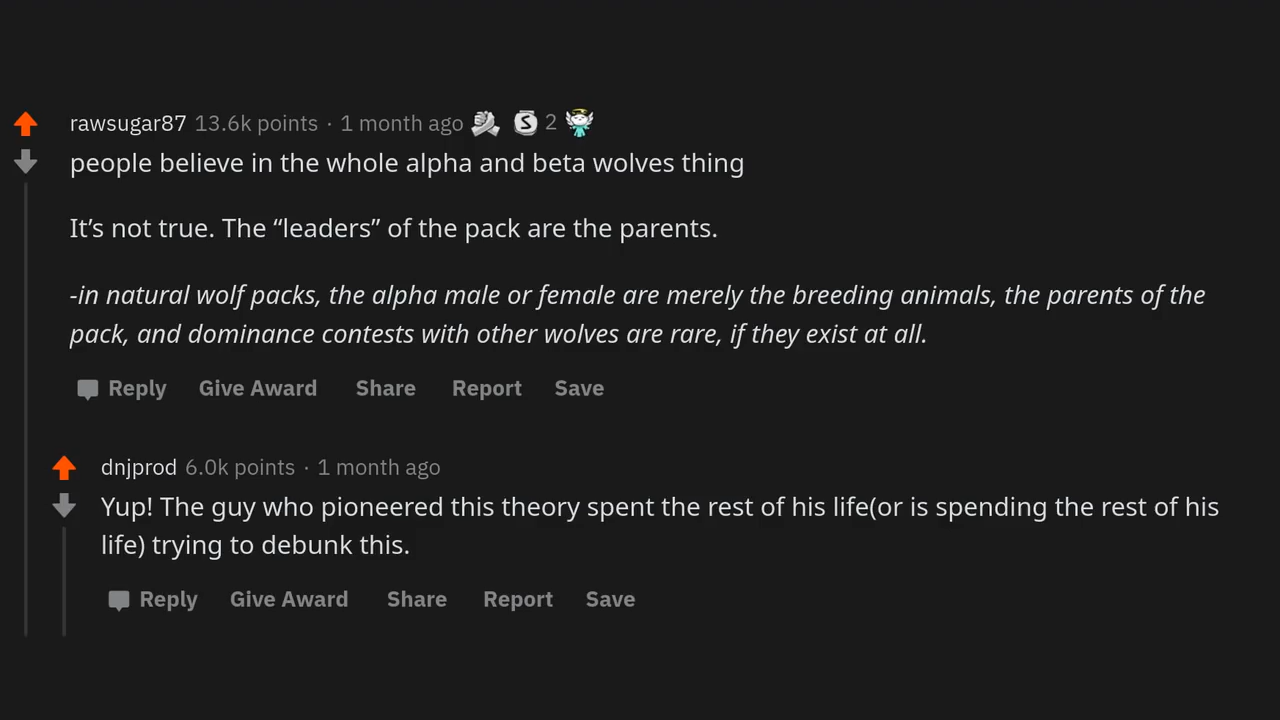 rawsugar87 13.6k points · 1 month ago S 2
people believe in the whole alpha and beta wolves thing
It’s not true. The “leaders” of the pack are the parents.
-in natural wolf packs, the alpha male or female are merely the breeding animals, the parents of the
pack, and dominance contests with other wolves are rare, if they exist at all.
Reply Give Award Share Report Save
dnjprod 6.0k points · 1 month ago
Yup! The guy who pioneered this theory spent the rest of his life(or is spending the rest of his
life) trying to debunk this.
Reply Give Award Share Report Save